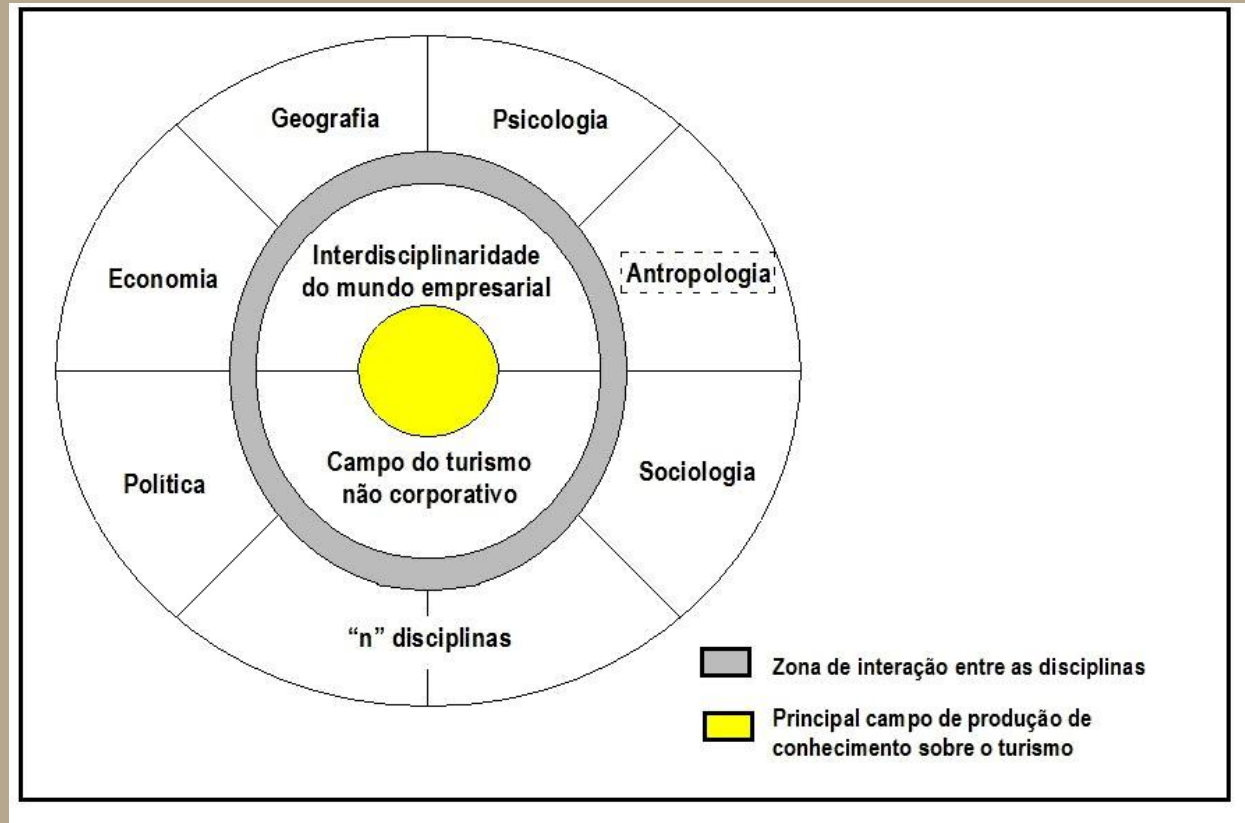 Geografia
Psicologia
Economia
Interdisciplinaridade
do mundo empresarial
Antropologia
Política
Campo do turismo
não corporativo
Sociologia
“n” disciplinas
Zona de interação entre as disciplinas
Principal campo de produção de
conhecimento sobre o turismo